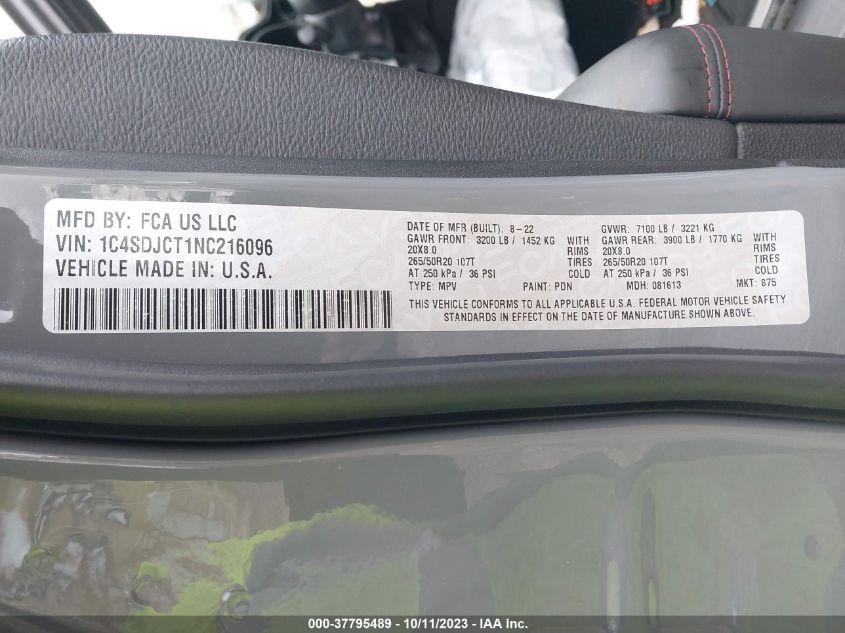 MFD BY: FCA US LLC
VIN: 1C4SDJCT1NC216096
VEHICLE MADE IN: U.S.A.
DATE OF MFR (BUILT): 8-22 GVWR: 7100 LB / 3221 KG
GAWR FRONT: 3200 LB / 1452 KG WITH GAWR REAR: 3900 LB / 1770 KG WITH
20X8.0 RIMS 20X8.0 RIMS
265/50R20 107T TIRES 265/50R20 107T TIRES
AT 250 kPa / 36 PSI COLD AT 250 kPa / 36 PSI COLD
TYPE: MPV PAINT: PDN MDH: 081613 MKT: 875
THIS VEHICLE CONFORMS TO ALL APPLICABLE U.S.A. FEDERAL MOTOR VEHICLE SAFETY
STANDARDS IN EFFECT ON THE DATE OF MANUFACTURE SHOWN ABOVE.
000-37795489 - 10/11/2023 - IAA Inc.